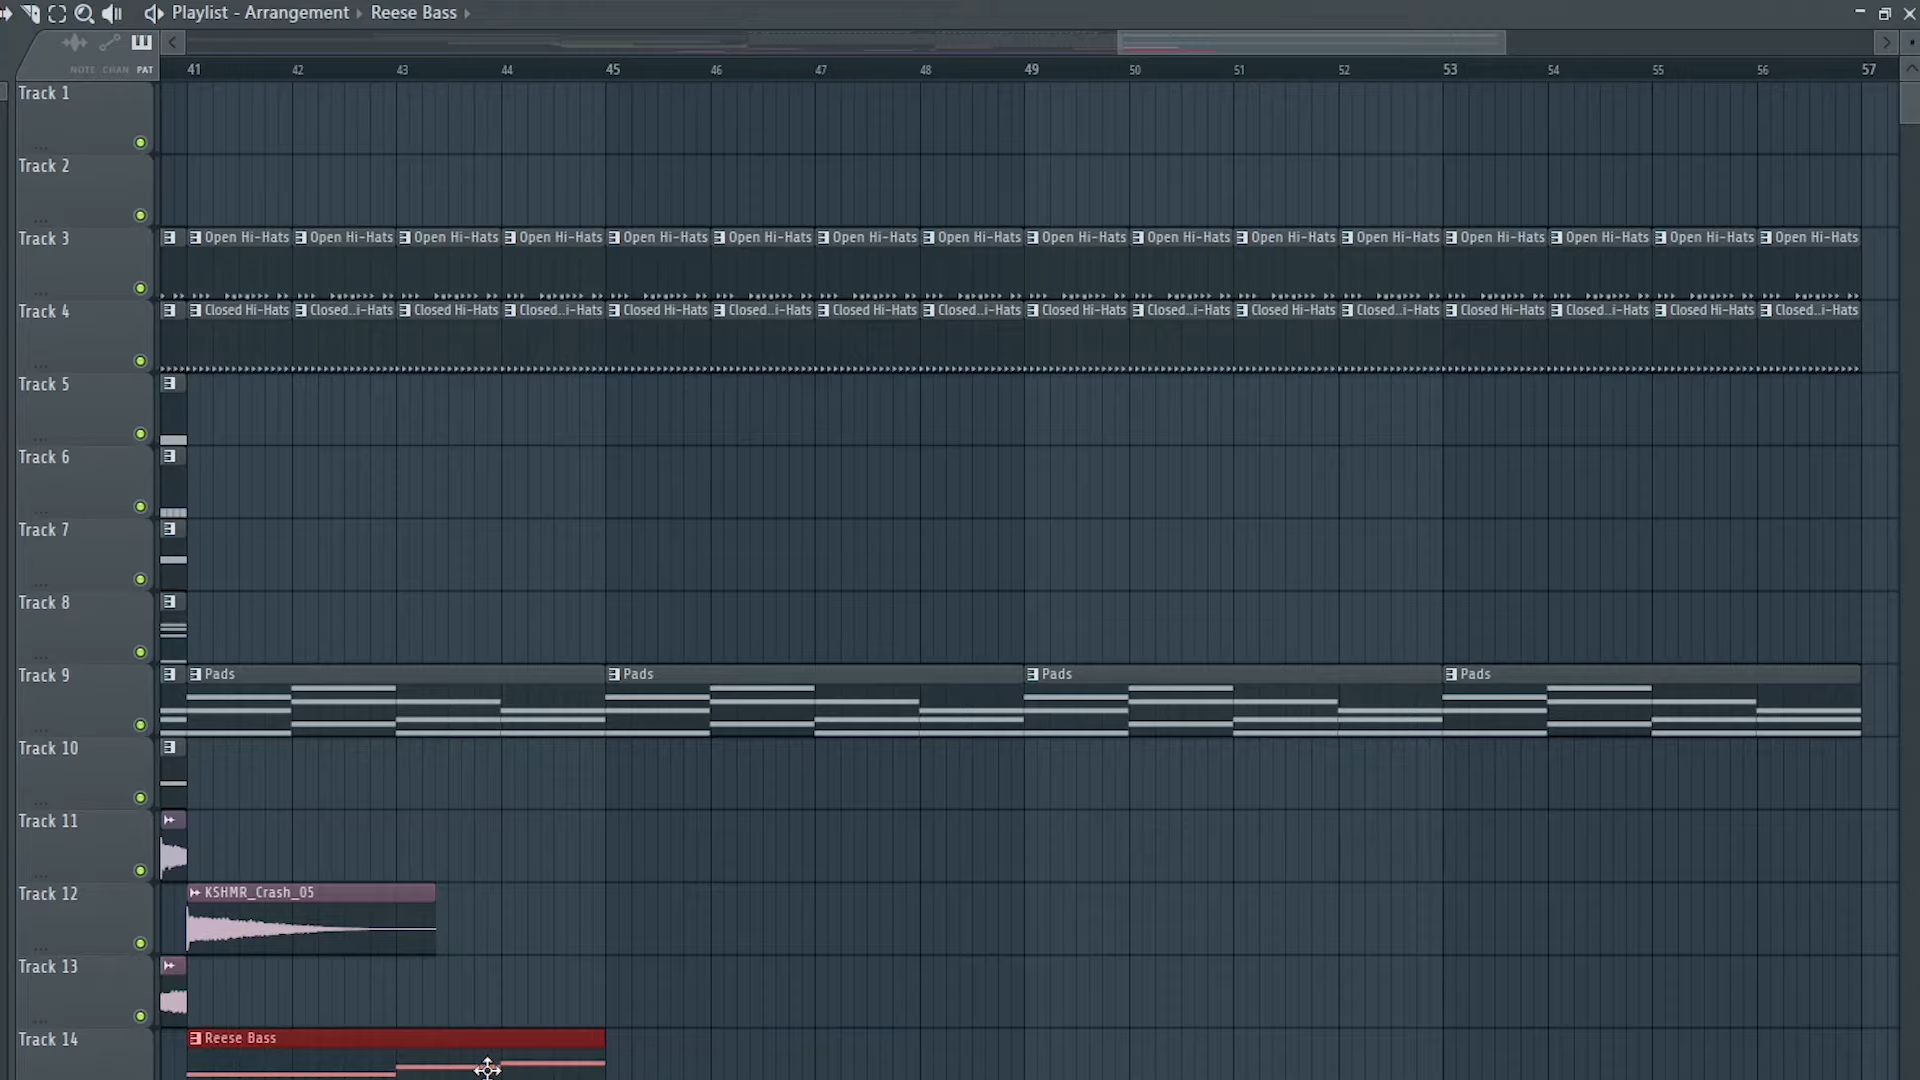 Playlist - Arrangement › Reese Bass ›
NOTE CHAN PAT
41 42 43 44 45 46 47 48 49 50 51 52 53 54 55 56 57
Track 1
Track 2
Track 3
Open Hi-Hats Open Hi-Hats Open Hi-Hats Open Hi-Hats Open Hi-Hats Open Hi-Hats Open Hi-Hats Open Hi-Hats Open Hi-Hats Open Hi-Hats Open Hi-Hats Open Hi-Hats Open Hi-Hats Open Hi-Hats Open Hi-Hats Open Hi-Hats
Track 4
Closed Hi-Hats Closed..i-Hats Closed Hi-Hats Closed..i-Hats Closed Hi-Hats Closed..i-Hats Closed Hi-Hats Closed..i-Hats Closed Hi-Hats Closed..i-Hats Closed Hi-Hats Closed..i-Hats Closed Hi-Hats Closed..i-Hats Closed Hi-Hats Closed..i-Hats
Track 5
Track 6
Track 7
Track 8
Track 9
Pads Pads Pads Pads
Track 10
Track 11
Track 12
KSHMR_Crash_05
Track 13
Track 14
Reese Bass